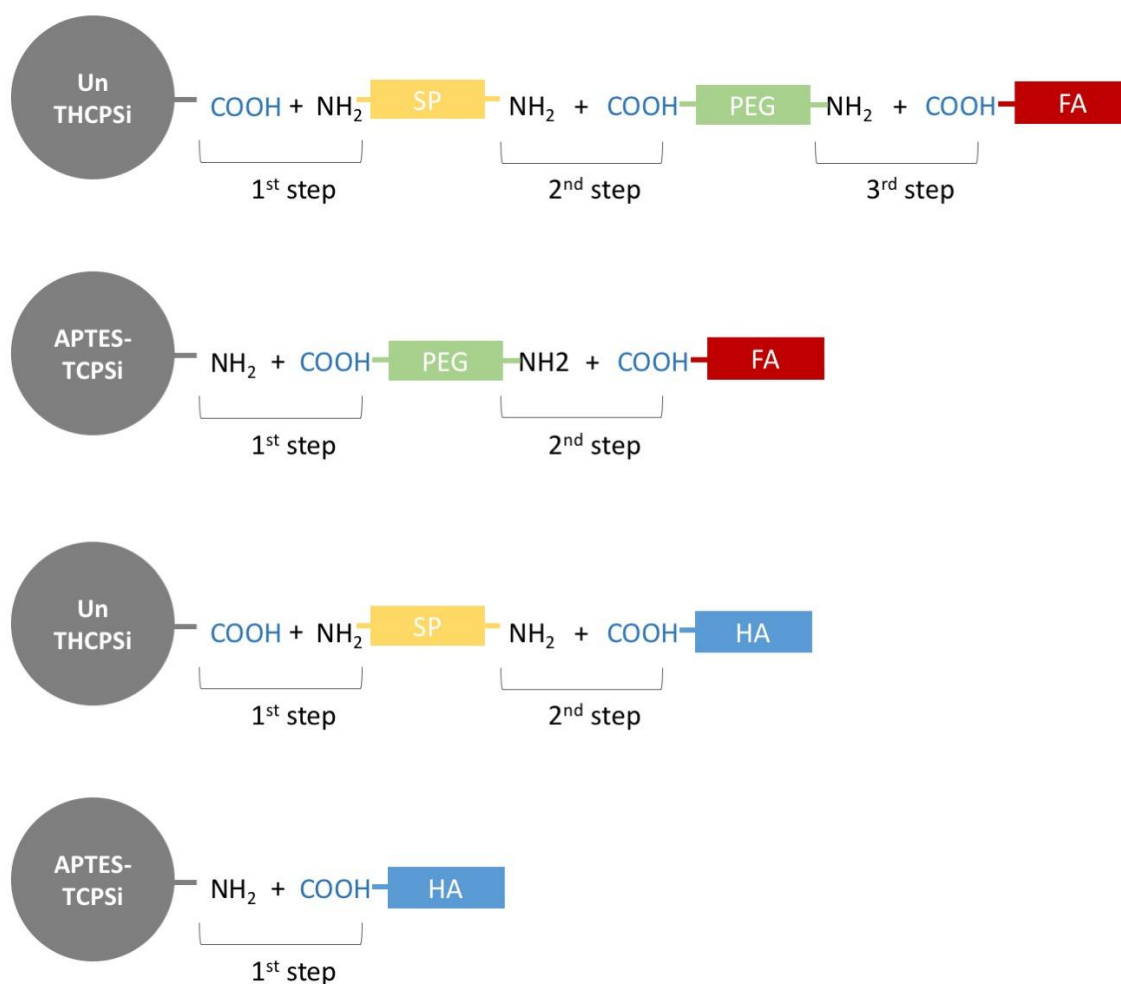 Un
THCPSi
COOH + NH2 SP NH2 + COOH PEG NH2 + COOH FA
1st step 2nd step 3rd step
APTES-
TCPSi
NH2 + COOH PEG NH2 + COOH FA
1st step 2nd step
Un
THCPSi
COOH + NH2 SP NH2 + COOH HA
1st step 2nd step
APTES-
TCPSi
NH2 + COOH HA
1st step